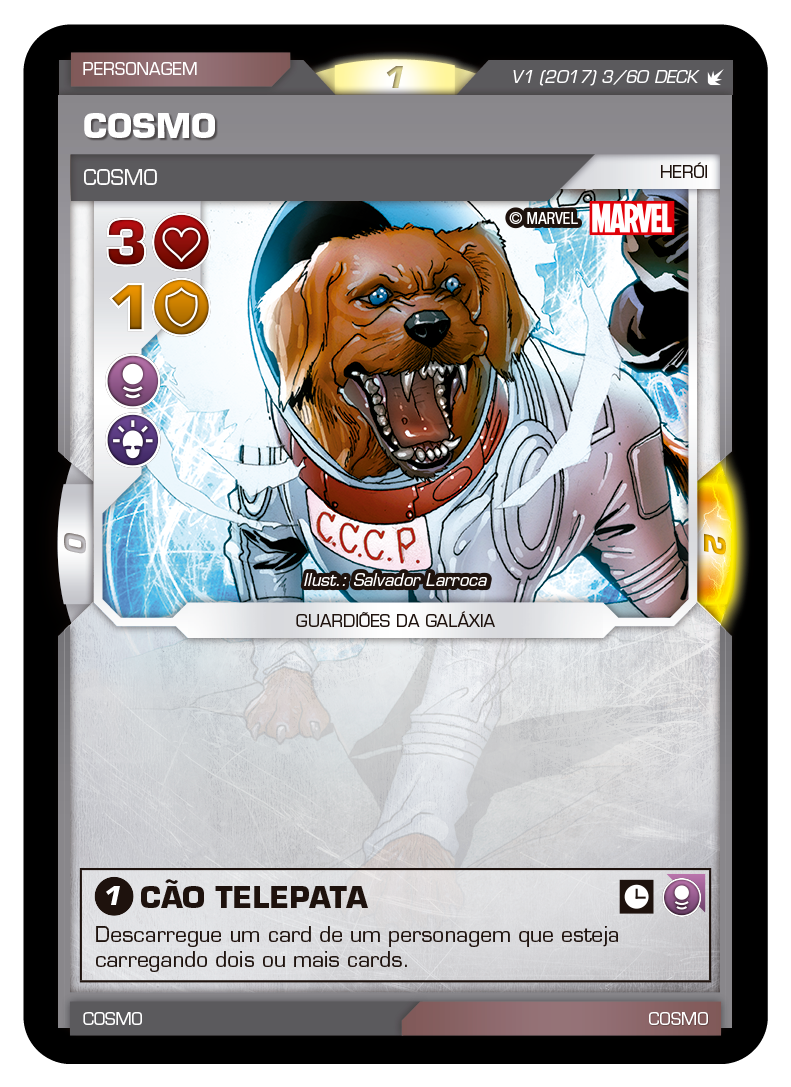 PERSONAGEM
1
V1 (2017) 3/60 DECK
COSMO
COSMO
HERÓI
© MARVEL MARVEL
3
1
0
2
C.C.C.P.
Ilust.: Salvador Larroca
GUARDIÕES DA GALÁXIA
1 CÃO TELEPATA
Descarregue um card de um personagem que esteja
carregando dois ou mais cards.
COSMO
COSMO